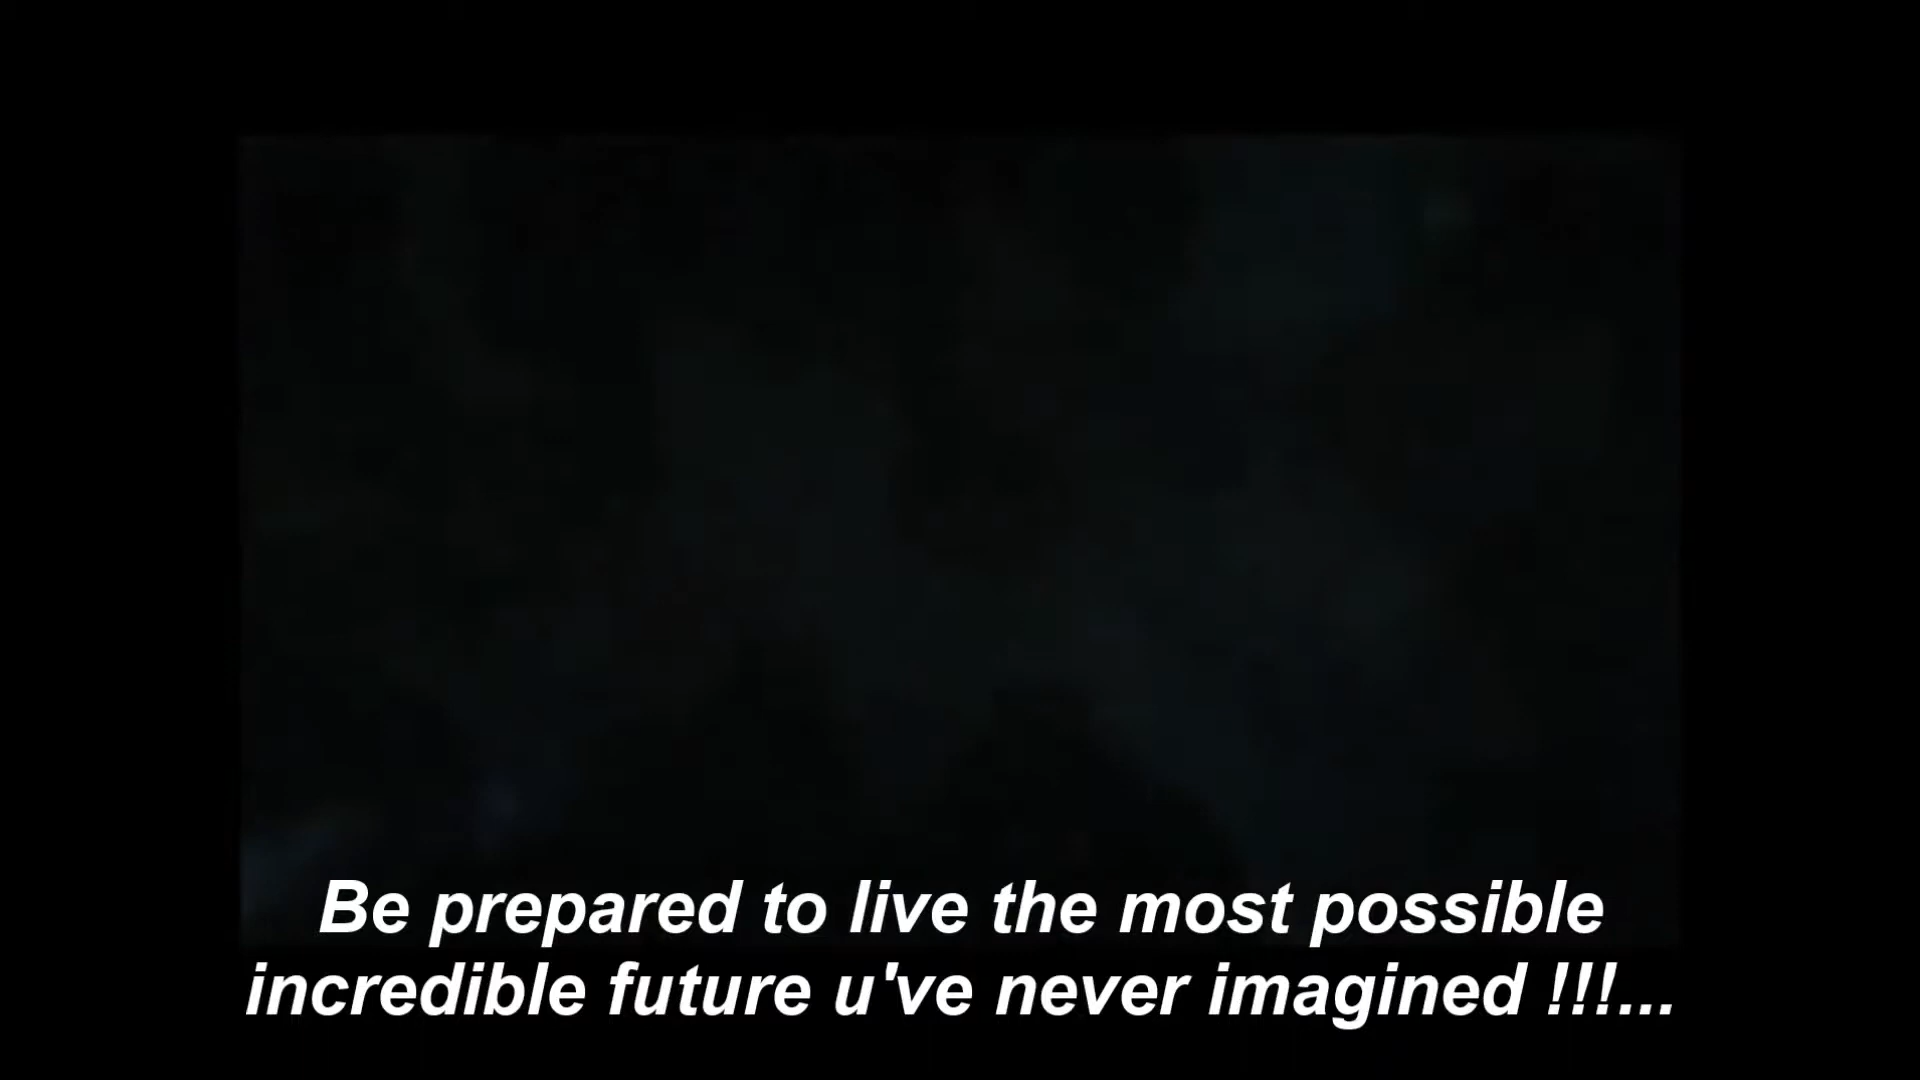 Be prepared to live the most possible
incredible future u've never imagined !!!...